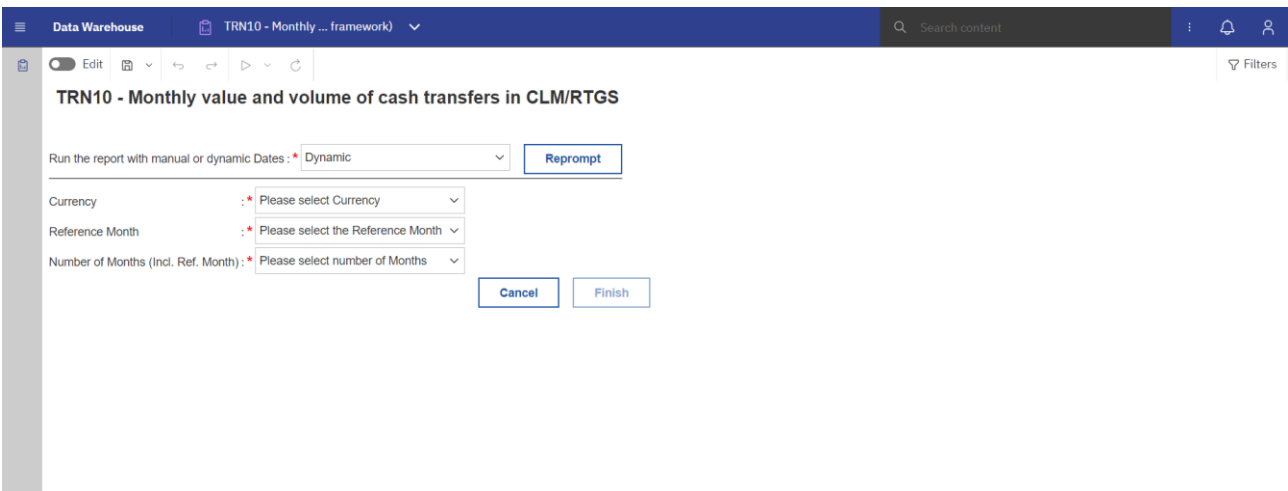 Data Warehouse TRN10 - Monthly ... framework) Search content
Edit Filters
TRN10 - Monthly value and volume of cash transfers in CLM/RTGS
Run the report with manual or dynamic Dates : * Dynamic Reprompt
Currency : * Please select Currency
Reference Month : * Please select the Reference Month
Number of Months (Incl. Ref. Month) : * Please select number of Months
Cancel Finish